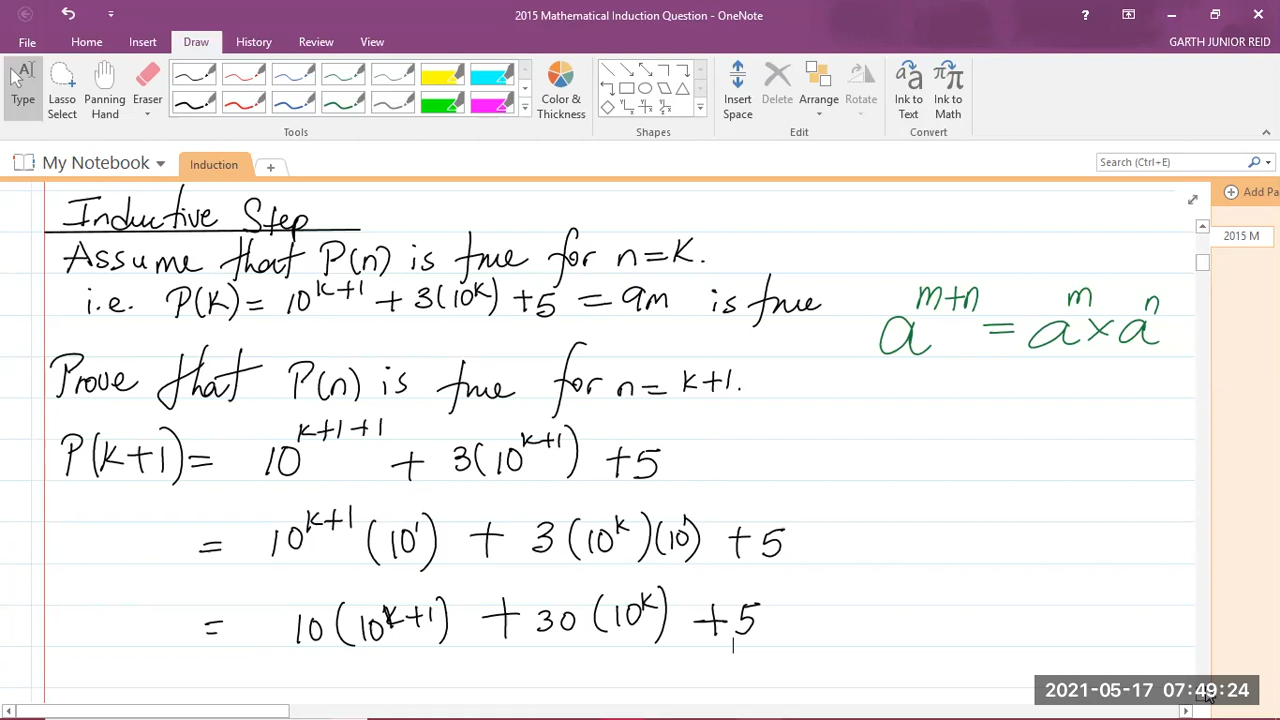 2015 Mathematical Induction Question - OneNote
File Home Insert Draw History Review View
GARTH JUNIOR REID
Type
Lasso Select
Panning Hand
Eraser
Color & Thickness
Insert Space
Delete
Arrange
Rotate
Ink to Text
Ink to Math
Tools
Shapes
Edit
Convert
My Notebook
Induction
Search (Ctrl+E)
Add Pa
2015 M
Inductive Step
Assume that P(n) is true for n=K.
i.e. P(K) = 10^{k+1} + 3(10^k) + 5 = 9m is true
a^{m+n} = a^m × a^n
Prove that P(n) is true for n = k+1.
P(k+1) = 10^{k+1+1} + 3(10^{k+1}) + 5
= 10^{k+1} (10^1) + 3(10^k)(10^1) + 5
= 10(10^{k+1}) + 30(10^k) + 5
2021-05-17 07:49:24